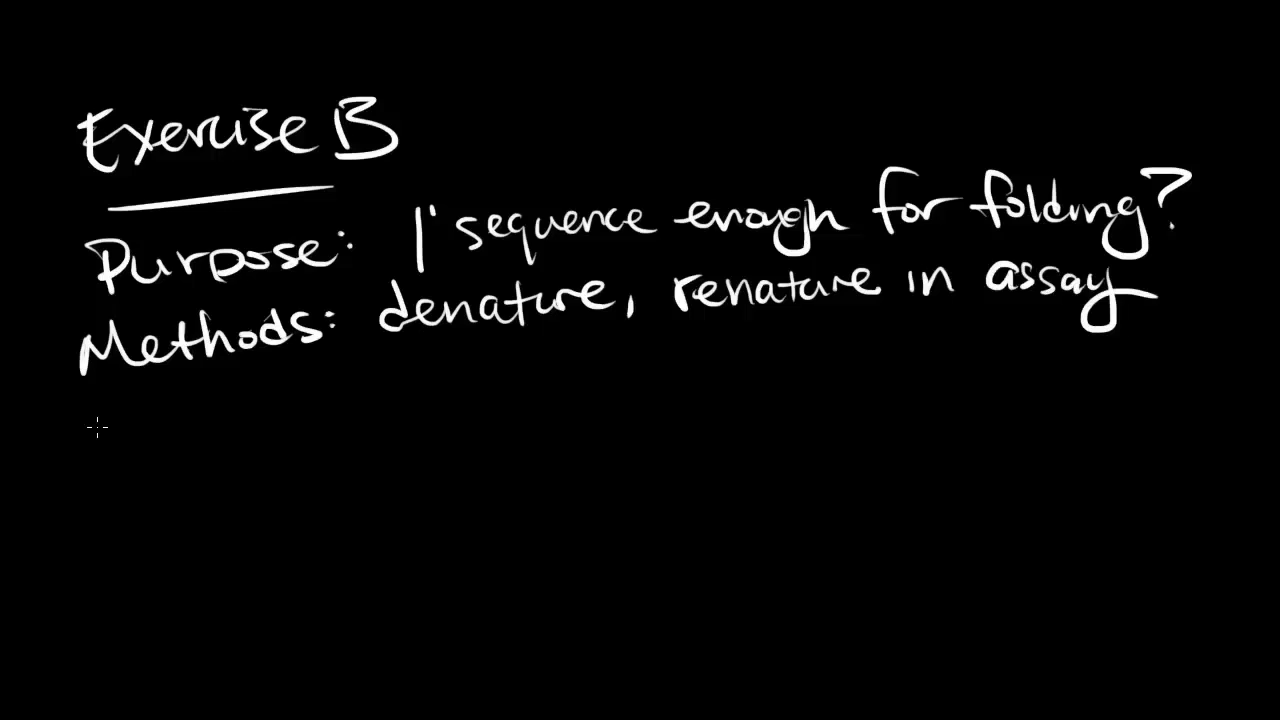 Exercise B
Purpose: 1' sequence enough for folding?
Methods: denature, renature in assay